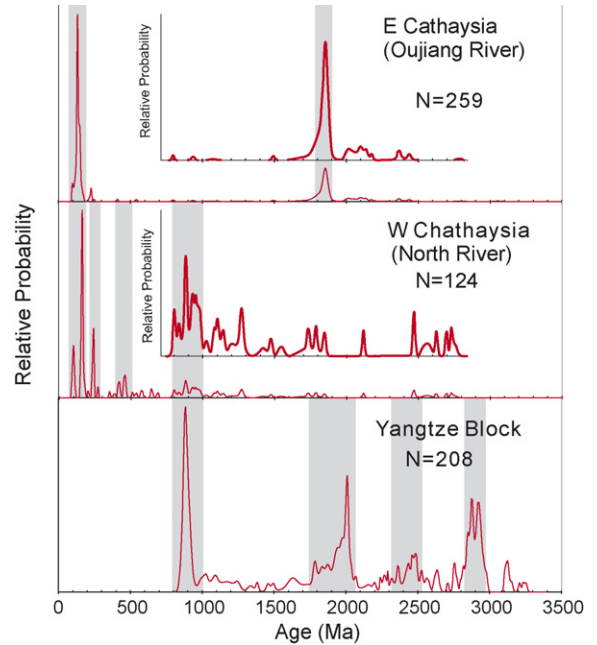 E Cathaysia
(Oujiang River)
N=259
Relative Probability
W Chathaysia
(North River)
N=124
Relative Probability
Relative Probability
Yangtze Block
N=208
0 500 1000 1500 2000 2500 3000 3500
Age (Ma)